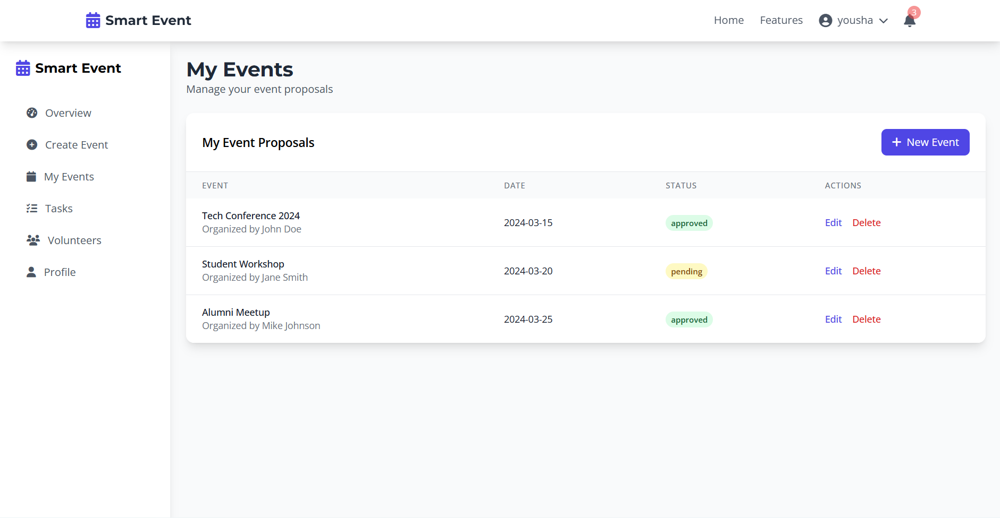 Smart Event
Home Features yousha 3
Smart Event
Overview
Create Event
My Events
Tasks
Volunteers
Profile
My Events
Manage your event proposals
My Event Proposals
New Event
EVENT DATE STATUS ACTIONS
Tech Conference 2024
Organized by John Doe
2024-03-15 approved Edit Delete
Student Workshop
Organized by Jane Smith
2024-03-20 pending Edit Delete
Alumni Meetup
Organized by Mike Johnson
2024-03-25 approved Edit Delete